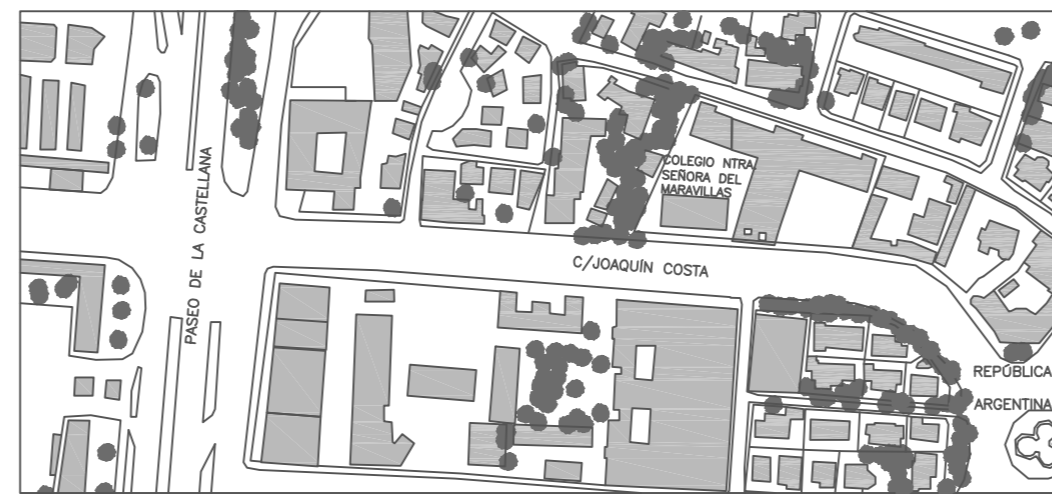 PASEO DE LA CASTELLANA
COLEGIO NTRA.
SEÑORA DEL
MARAVILLAS
C/JOAQUÍN COSTA
REPÚBLICA
ARGENTINA